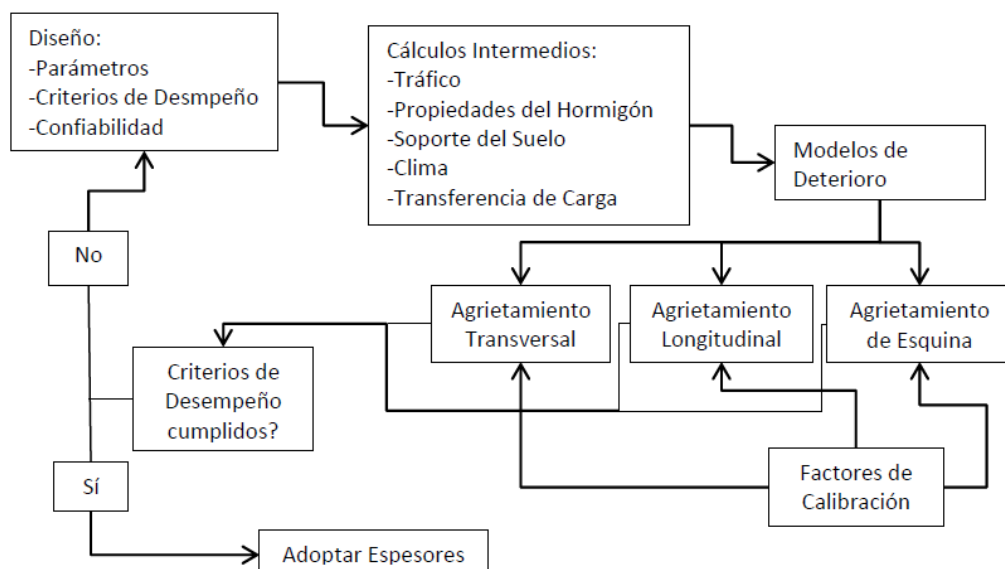 Diseño:
-Parámetros
-Criterios de Desmpeño
-Confiabilidad
Cálculos Intermedios:
-Tráfico
-Propiedades del Hormigón
-Soporte del Suelo
-Clima
-Transferencia de Carga
Modelos de
Deterioro
No
Agrietamiento
Transversal
Agrietamiento
Longitudinal
Agrietamiento
de Esquina
Criterios de
Desempeño
cumplidos?
Sí
Factores de
Calibración
Adoptar Espesores